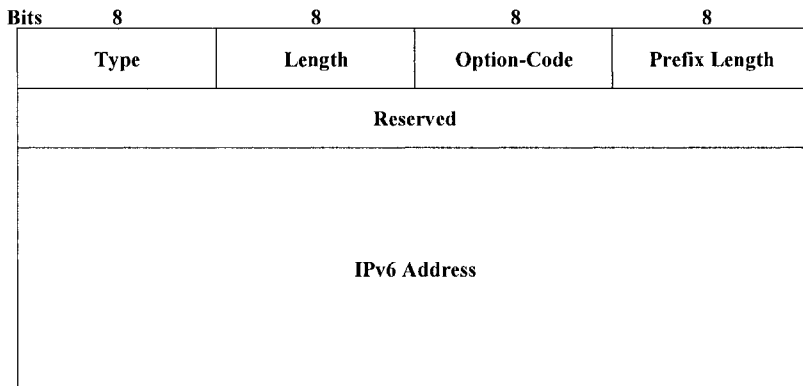 Bits 8 8 8 8
Type Length Option-Code Prefix Length
Reserved
IPv6 Address